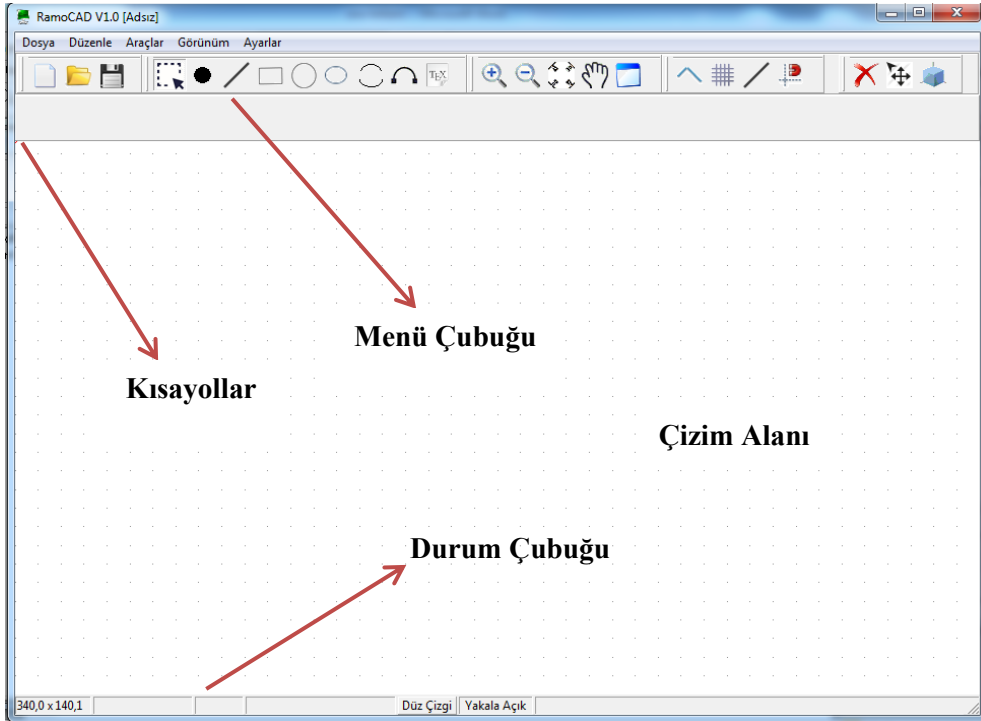 RamoCAD V1.0 [Adsız]
Dosya Düzenle Araçlar Görünüm Ayarlar
TEX
Menü Çubuğu
Kısayollar
Çizim Alanı
Durum Çubuğu
340,0 x 140,1 Düz Çizgi Yakala Açık